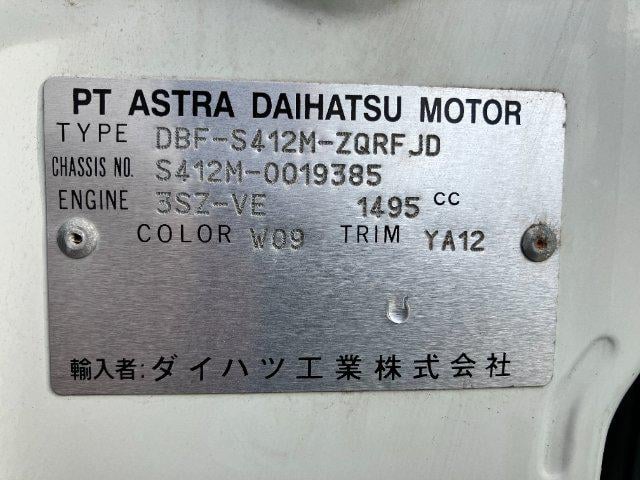 PT ASTRA DAIHATSU MOTOR
TYPE DBF-S412M-ZQRFJD
CHASSIS NO. S412M-0019385
ENGINE 3SZ-VE 1495 CC
COLOR W09 TRIM YA12
輸入者:ダイハツ工業株式会社